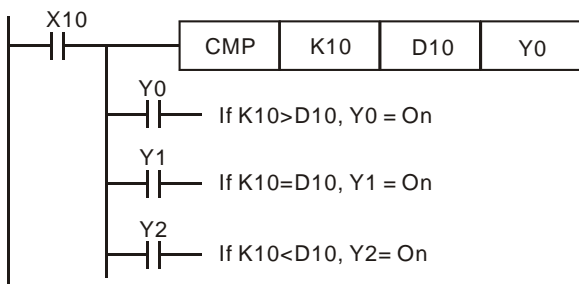 X10
CMP K10 D10 Y0
Y0
If K10>D10, Y0 = On
Y1
If K10=D10, Y1 = On
Y2
If K10<D10, Y2= On